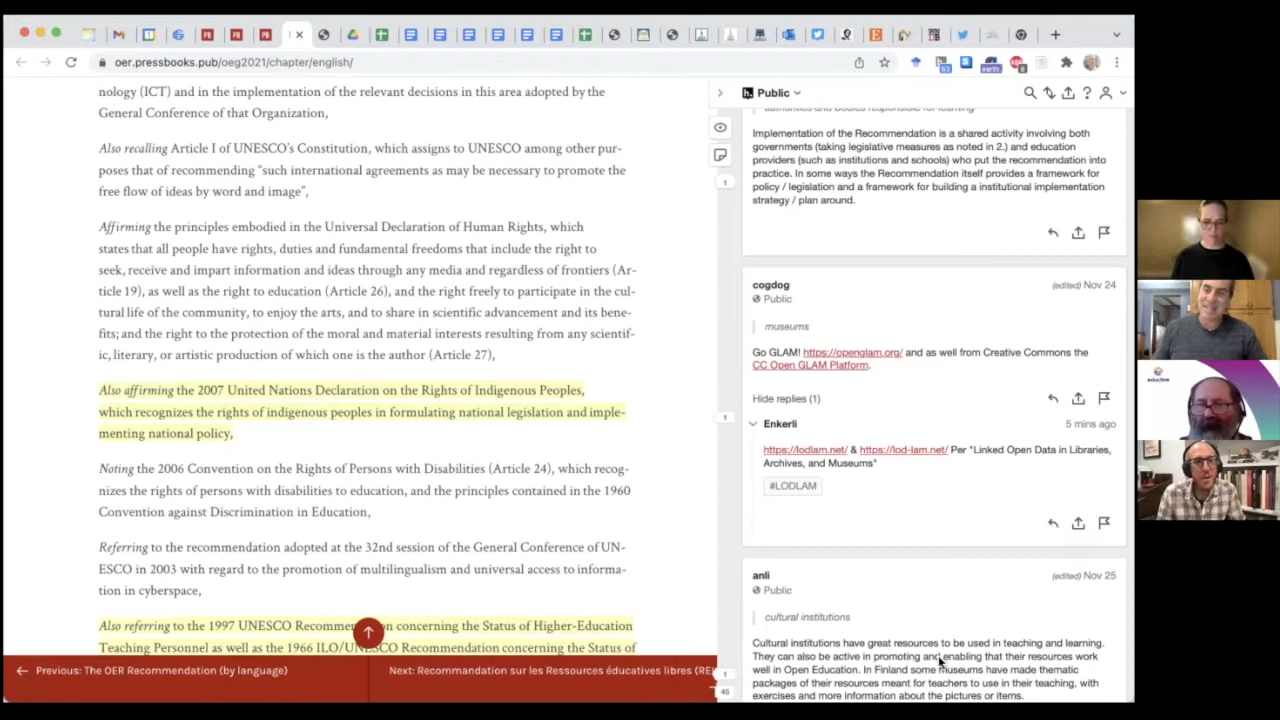 oer.pressbooks.pub/oeg2021/chapter/english/
nology (ICT) and in the implementation of the relevant decisions in this area adopted by the
General Conference of that Organization,
Also recalling Article I of UNESCO's Constitution, which assigns to UNESCO among other pur-
poses that of recommending “such international agreements as may be necessary to promote the
free flow of ideas by word and image”,
Affirming the principles embodied in the Universal Declaration of Human Rights, which
states that all people have rights, duties and fundamental freedoms that include the right to
seek, receive and impart information and ideas through any media and regardless of frontiers (Ar-
ticle 19), as well as the right to education (Article 26), and the right freely to participate in the cul-
tural life of the community, to enjoy the arts, and to share in scientific advancement and its bene-
fits; and the right to the protection of the moral and material interests resulting from any scientif-
ic, literary, or artistic production of which one is the author (Article 27),
Also affirming the 2007 United Nations Declaration on the Rights of Indigenous Peoples,
which recognizes the rights of indigenous peoples in formulating national legislation and imple-
menting national policy,
Noting the 2006 Convention on the Rights of Persons with Disabilities (Article 24), which recog-
nizes the rights of persons with disabilities to education, and the principles contained in the 1960
Convention against Discrimination in Education,
Referring to the recommendation adopted at the 32nd session of the General Conference of UN-
ESCO in 2003 with regard to the promotion of multilingualism and universal access to informa-
tion in cyberspace,
Also referring to the 1997 UNESCO Recommen on concerning the Status of Higher-Education
Teaching Personnel as well as the 1966 ILO/UNESCO Recommendation concerning the Status of
← Previous: The OER Recommendation (by language)
Next: Recommandation sur les Ressources éducatives libres (REL
Public
1
1
1
45
authorities and bodies responsible for learning
Implementation of the Recommendation is a shared activity involving both
governments (taking legislative measures as noted in 2.) and education
providers (such as institutions and schools) who put the recommendation into
practice. In some ways the Recommendation itself provides a framework for
policy / legislation and a framework for building a institutional implementation
strategy / plan around.
cogdog (edited) Nov 24
Public
museums
Go GLAM! https://openglam.org/ and as well from Creative Commons the
CC Open GLAM Platform.
Hide replies (1)
Enkerli 5 mins ago
https://lodlam.net/ & https://lod-lam.net/ Per "Linked Open Data in Libraries,
Archives, and Museums"
#LODLAM
anli (edited) Nov 25
Public
cultural institutions
Cultural institutions have great resources to be used in teaching and learning.
They can also be active in promoting and enabling that their resources work
well in Open Education. In Finland some museums have made thematic
packages of their resources meant for teachers to use in their teaching, with
exercises and more information about the pictures or items.
eductive